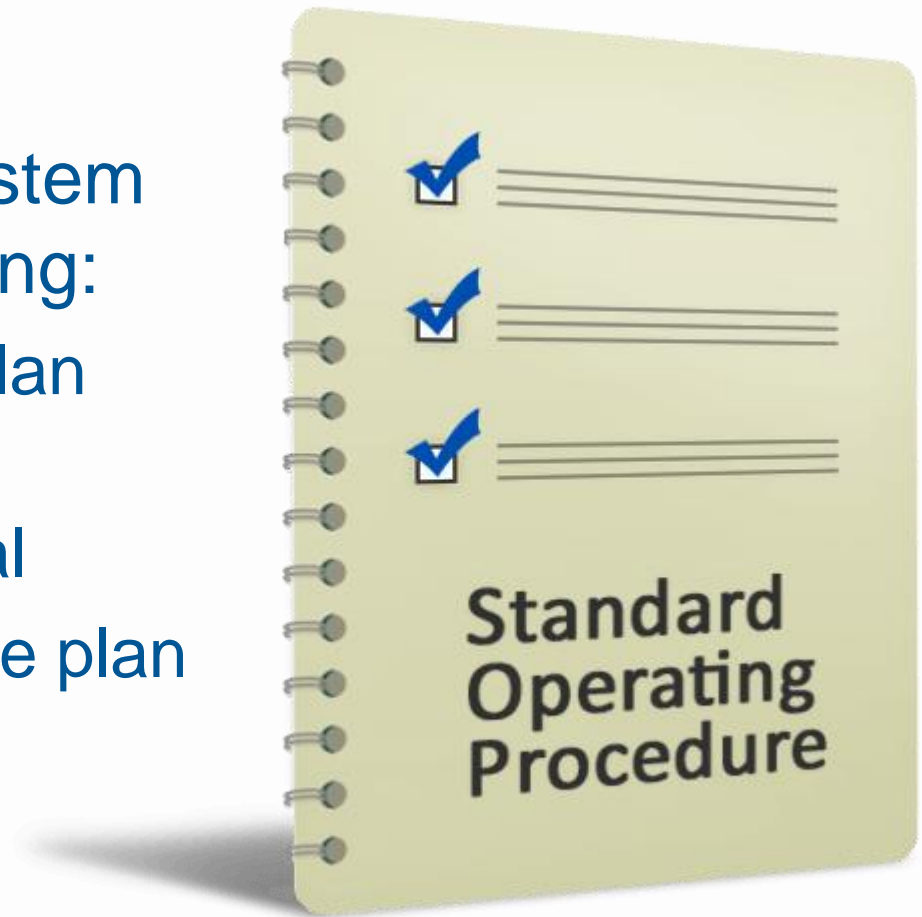 stem
ng:
lan
al
e plan
Standard
Operating
Procedure